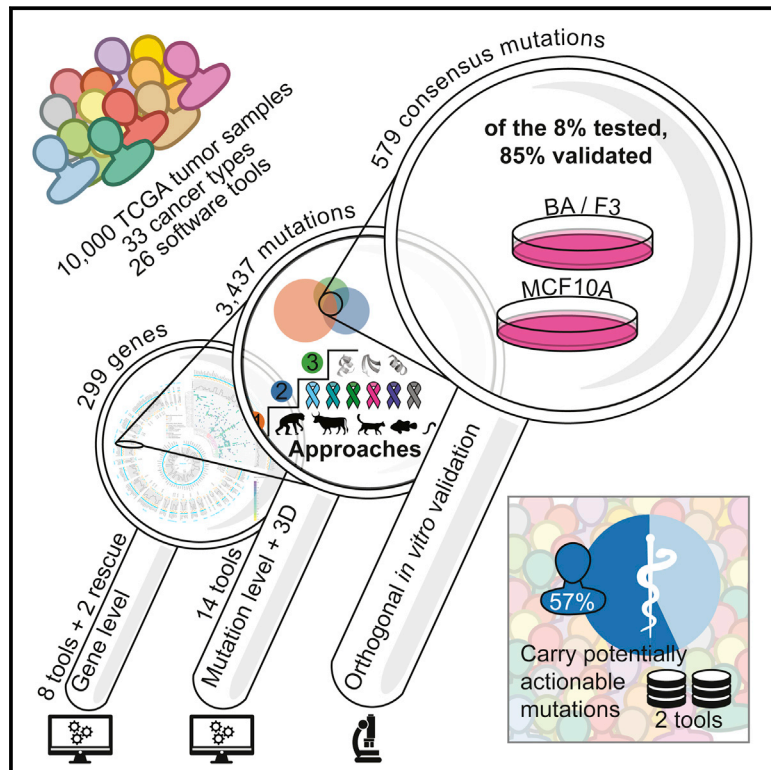 10,000 TCGA tumor samples
33 cancer types
26 software tools
299 genes
8 tools + 2 rescue
Gene level
3,437 mutations
1
2
3
Approaches
14 tools
Mutation level + 3D
579 consensus mutations
of the 8% tested,
85% validated
BA / F3
MCF10A
Orthogonal in vitro validation
57%
Carry potentially
actionable
mutations
2 tools